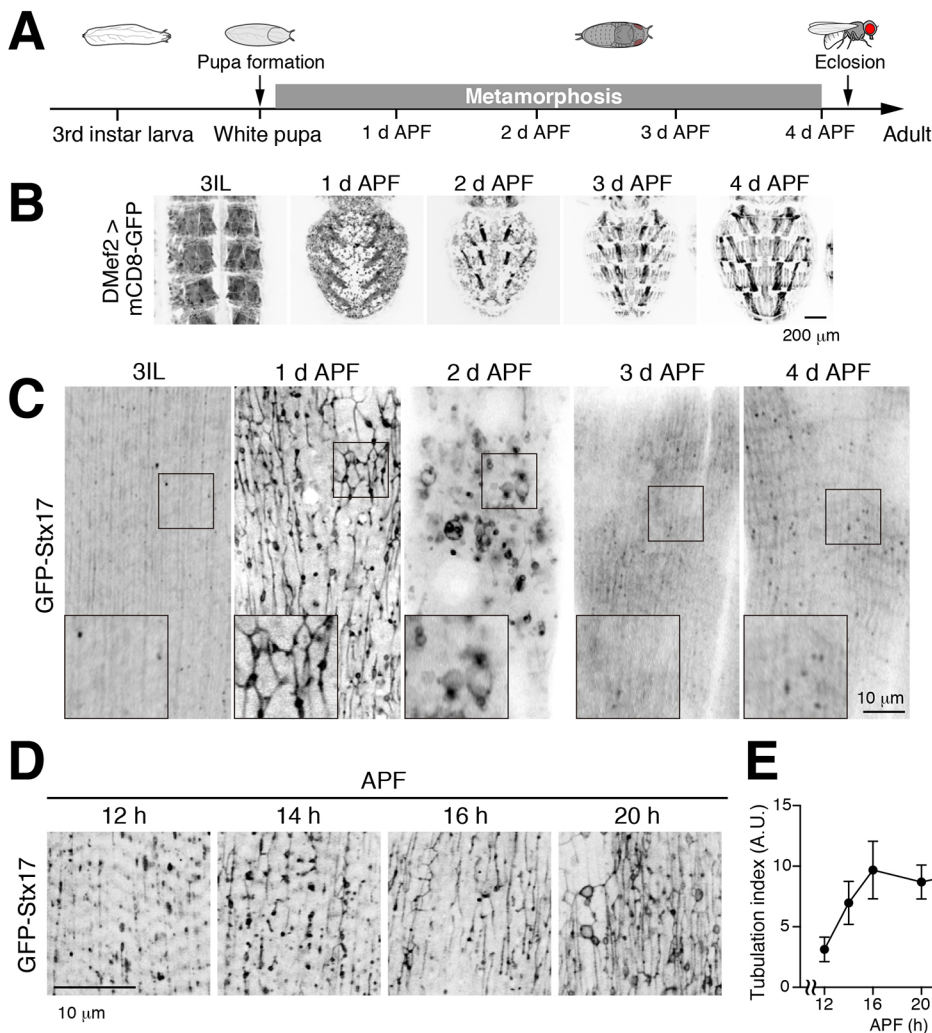 A
Pupa formation
Eclosion
Metamorphosis
3rd instar larva
White pupa
1 d APF
2 d APF
3 d APF
4 d APF
Adult
B
3IL
1 d APF
2 d APF
3 d APF
4 d APF
DMef2 >
mCD8-GFP
200 μm
C
3IL
1 d APF
2 d APF
3 d APF
4 d APF
GFP-Stx17
10 μm
D
APF
12 h
14 h
16 h
20 h
GFP-Stx17
10 μm
E
Tubulation index (A.U.)
15
10
5
0
12
16
20
APF (h)